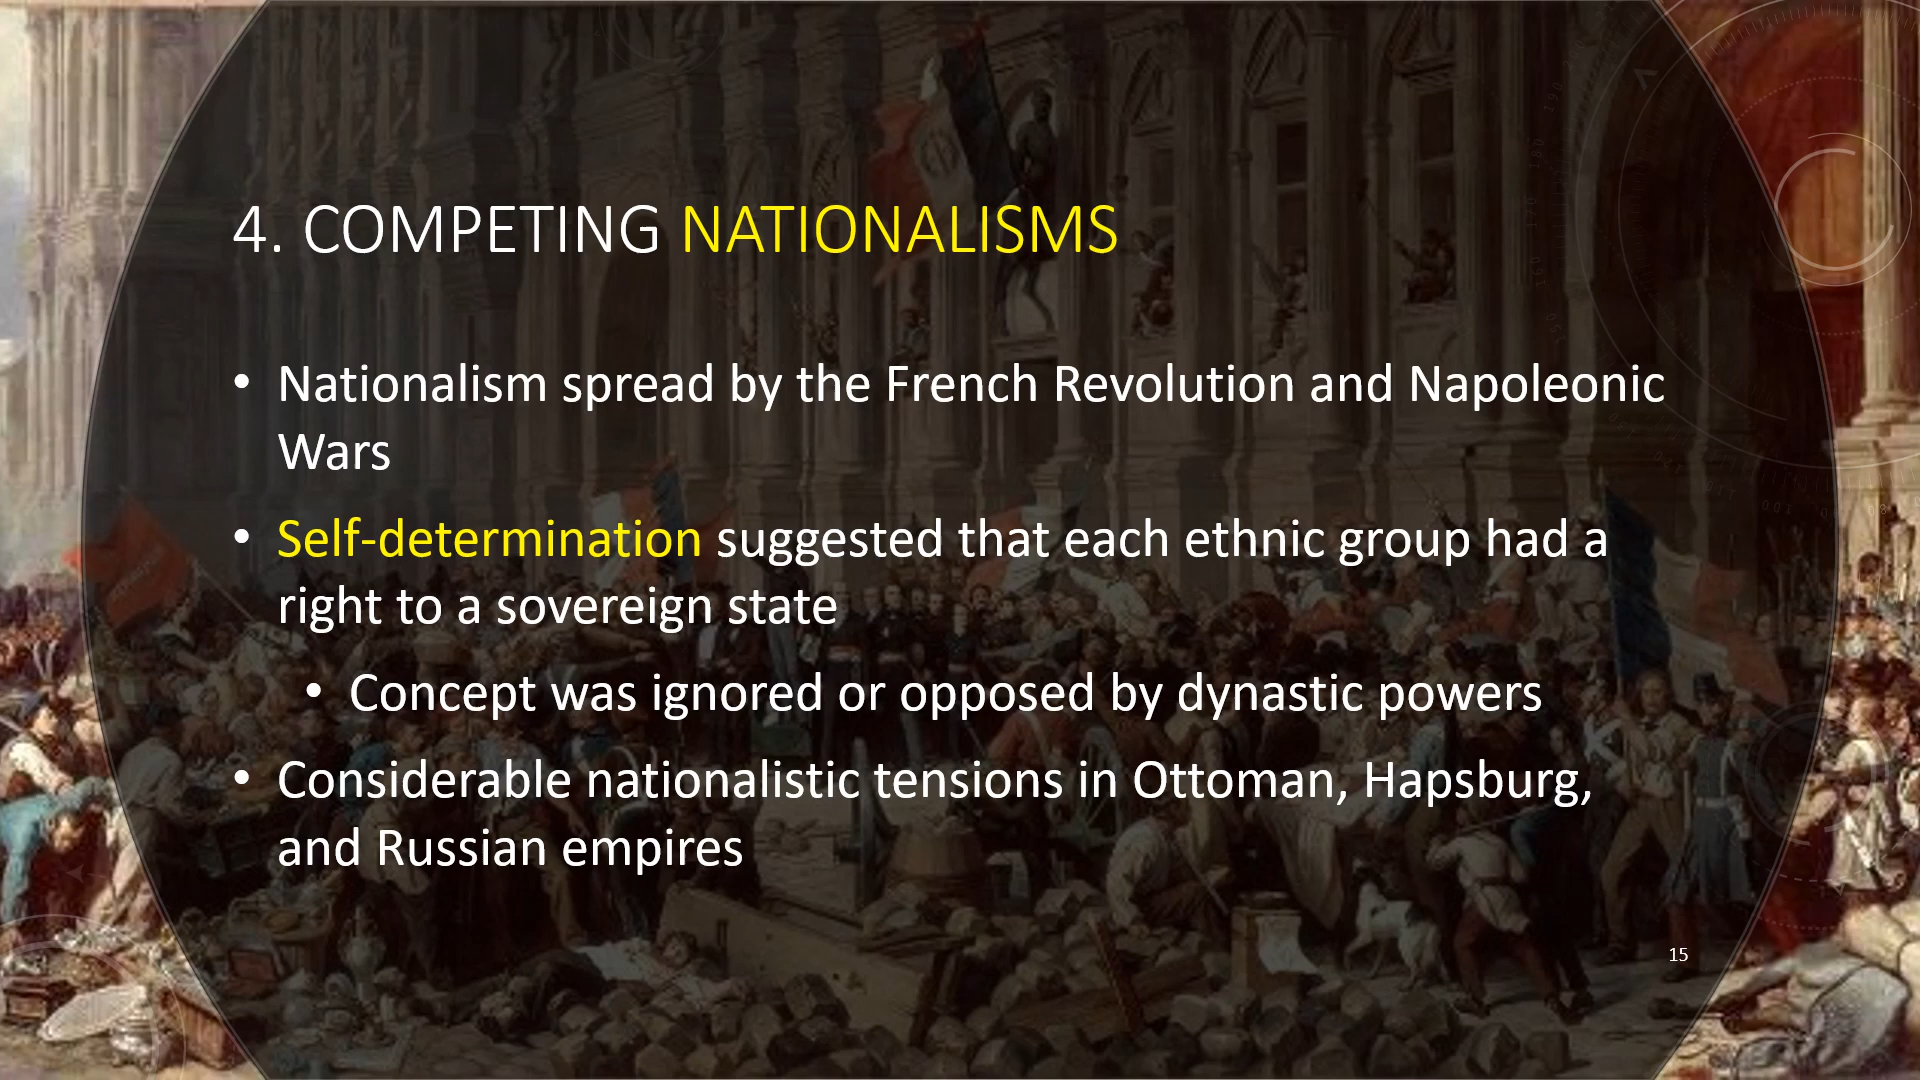 4. COMPETING NATIONALISMS
• Nationalism spread by the French Revolution and Napoleonic
Wars
• Self-determination suggested that each ethnic group had a
right to a sovereign state
• Concept was ignored or opposed by dynastic powers
• Considerable nationalistic tensions in Ottoman, Hapsburg,
and Russian empires
15